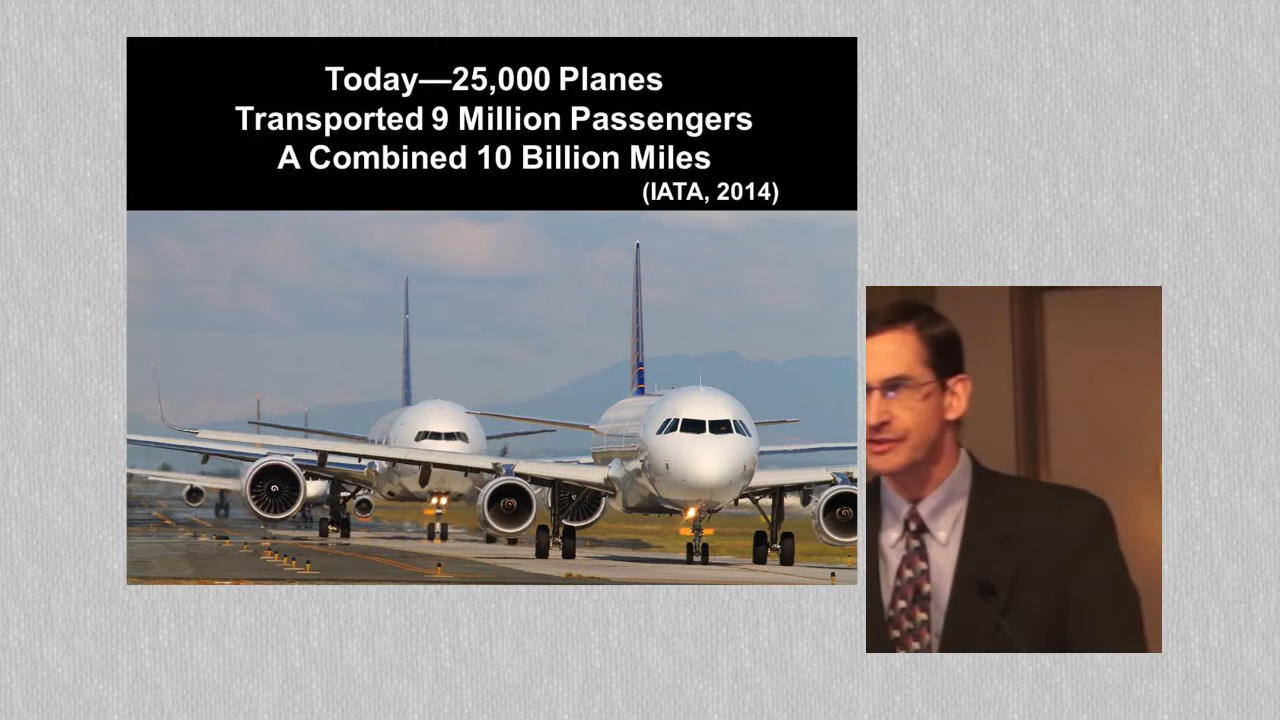 Today—25,000 Planes
Transported 9 Million Passengers
A Combined 10 Billion Miles
(IATA, 2014)